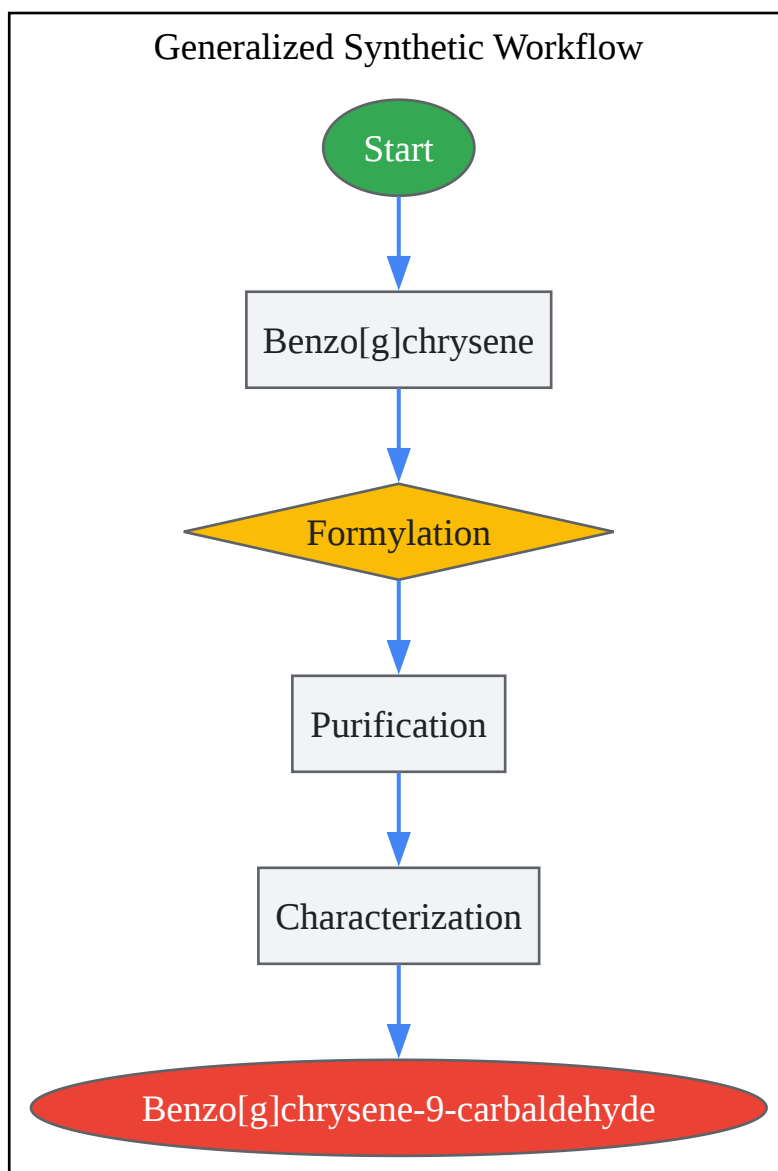 Generalized Synthetic Workflow
Start
Benzo[g]chrysene
Formylation
Purification
Characterization
Benzo[g]chrysene-9-carbaldehyde